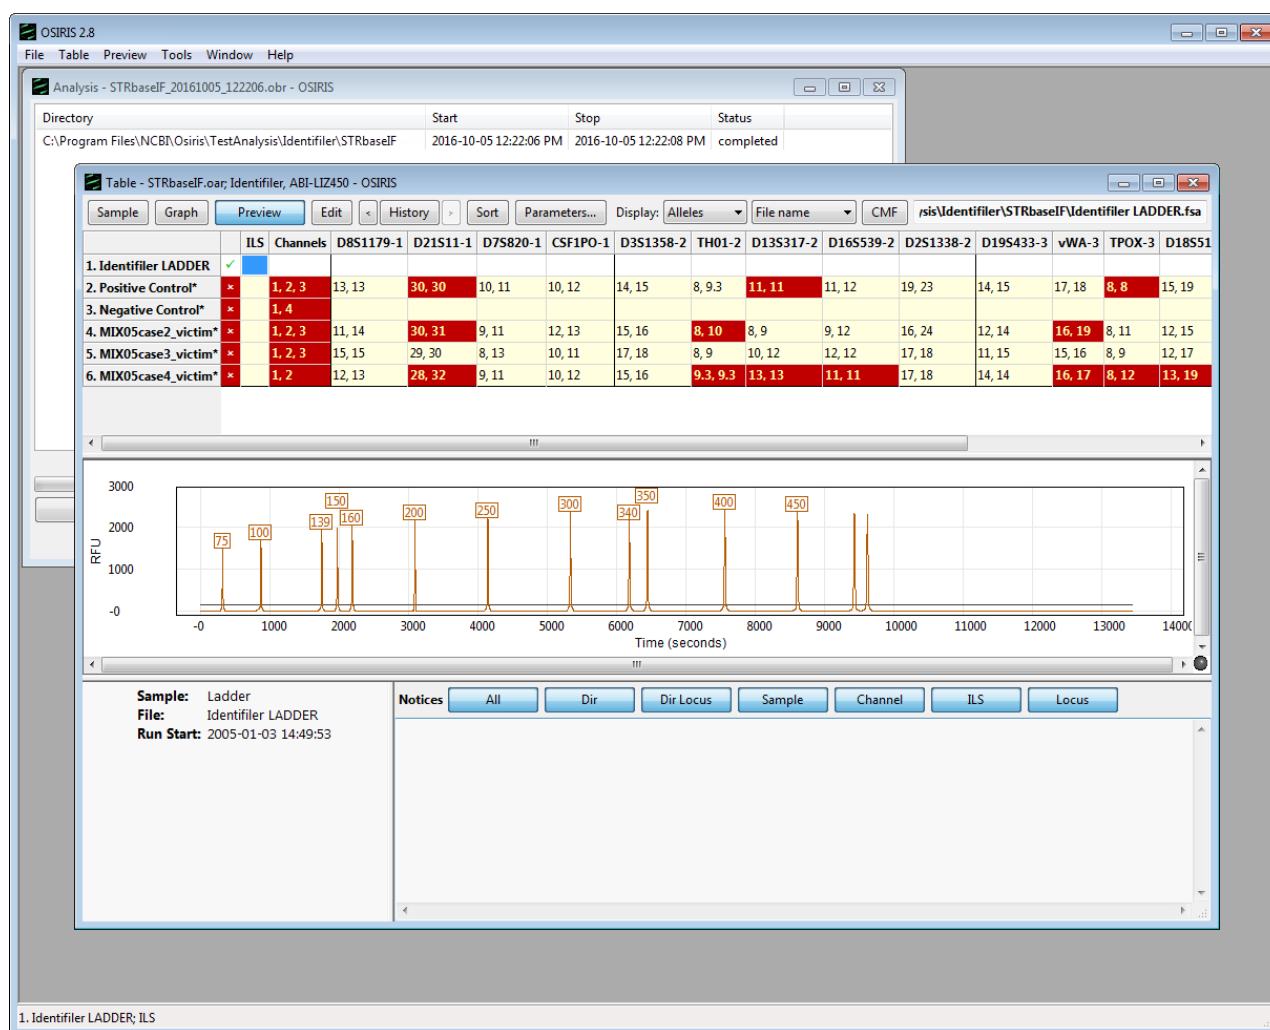 OSIRIS 2.8
File Table Preview Tools Window Help
Analysis - STRbaseIF_20161005_122206.obr - OSIRIS
Directory Start Stop Status
C:\Program Files\NCBI\Osiris\TestAnalysis\Identifiler\STRbaseIF 2016-10-05 12:22:06 PM 2016-10-05 12:22:08 PM completed
Table - STRbaseIF.oar; Identifiler, ABI-LIZ450 - OSIRIS
Sample Graph Preview Edit < History > Sort Parameters... Display: Alleles File name CMF /sis\Identifiler\STRbaseIF\Identifiler LADDER.fsa
ILS Channels D8S1179-1 D21S11-1 D7S820-1 CSF1PO-1 D3S1358-2 TH01-2 D13S317-2 D16S539-2 D2S1338-2 D19S433-3 vWA-3 TPOX-3 D18S51
1. Identifiler LADDER
2. Positive Control* 1, 2, 3 13, 13 30, 30 10, 11 10, 12 14, 15 8, 9.3 11, 11 11, 12 19, 23 14, 15 17, 18 8, 8 15, 19
3. Negative Control* 1, 4
4. MIX05case2_victim* 1, 2, 3 11, 14 30, 31 9, 11 12, 13 15, 16 8, 10 8, 9 9, 12 16, 24 12, 14 16, 19 8, 11 12, 15
5. MIX05case3_victim* 1, 2, 3 15, 15 29, 30 8, 13 10, 11 17, 18 8, 9 10, 12 12, 12 17, 18 11, 15 15, 16 8, 9 12, 17
6. MIX05case4_victim* 1, 2 12, 13 28, 32 9, 11 10, 12 15, 16 9.3, 9.3 13, 13 11, 11 17, 18 14, 14 16, 17 8, 12 13, 19
3000
2000
1000
-0
RFU
75 100 139 150 160 200 250 300 340 350 400 450
-0 1000 2000 3000 4000 5000 6000 7000 8000 9000 10000 11000 12000 13000 14000
Time (seconds)
Sample: Ladder
File: Identifiler LADDER
Run Start: 2005-01-03 14:49:53
Notices All Dir Dir Locus Sample Channel ILS Locus
1. Identifiler LADDER; ILS